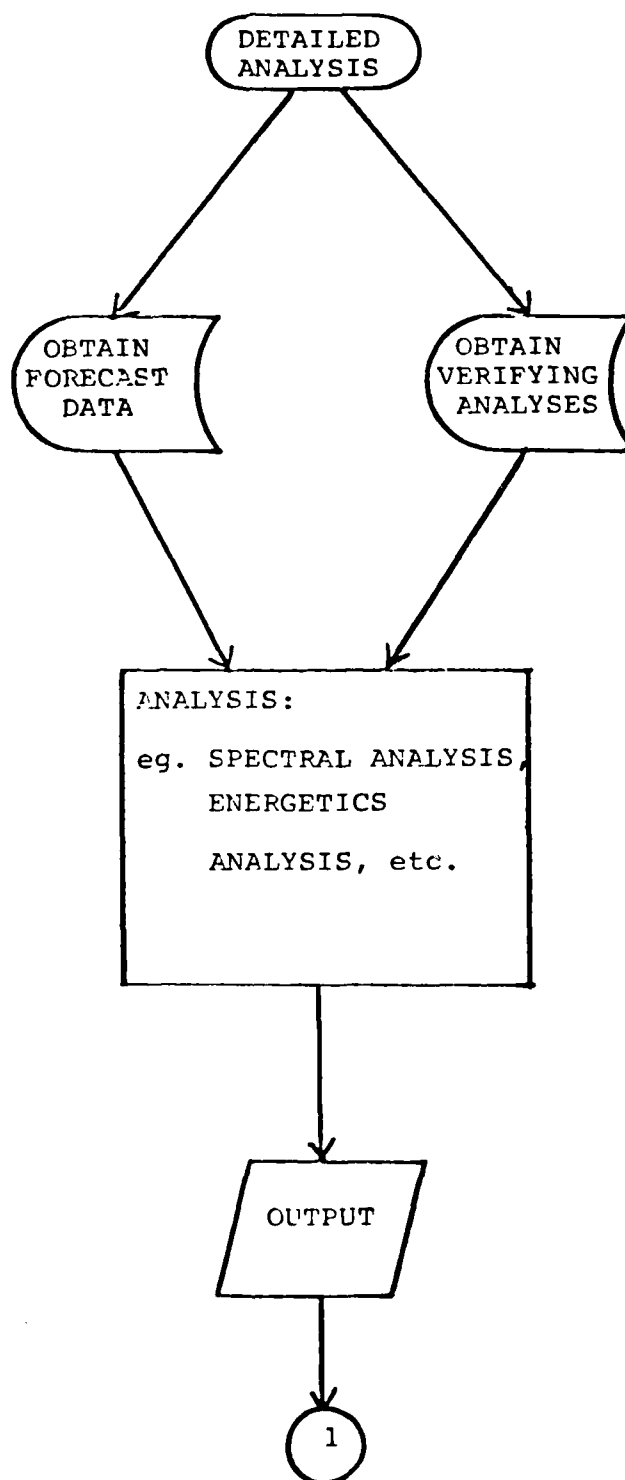 DETAILED
ANALYSIS
OBTAIN
FORECAST
DATA
OBTAIN
VERIFYING
ANALYSES
ANALYSIS:
eg. SPECTRAL ANALYSIS,
ENERGETICS
ANALYSIS, etc.
OUTPUT
1